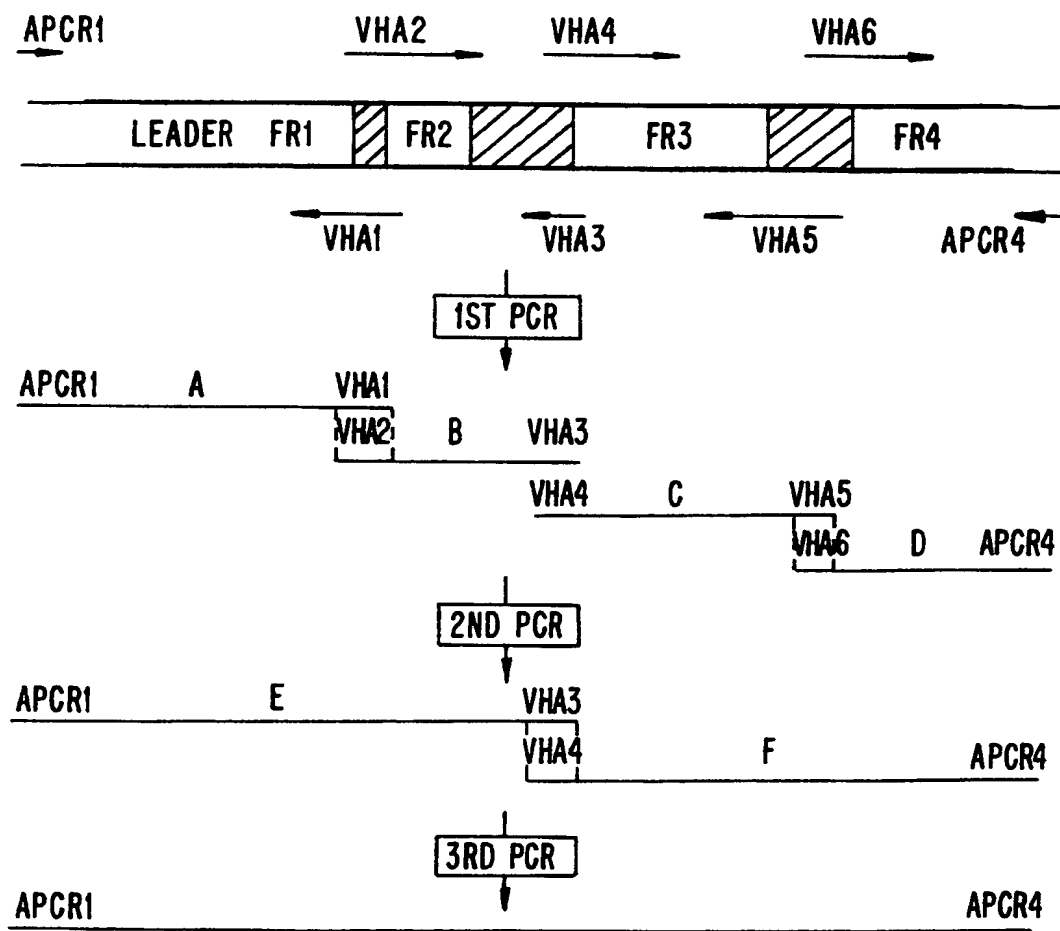 APCR1 VHA2 VHA4 VHA6
LEADER FR1 FR2 FR3 FR4
VHA1 VHA3 VHA5 APCR4
1ST PCR
APCR1 A VHA1
VHA2 B VHA3
VHA4 C VHA5
VHA6 D APCR4
2ND PCR
APCR1 E VHA3
VHA4 F APCR4
3RD PCR
APCR1 APCR4